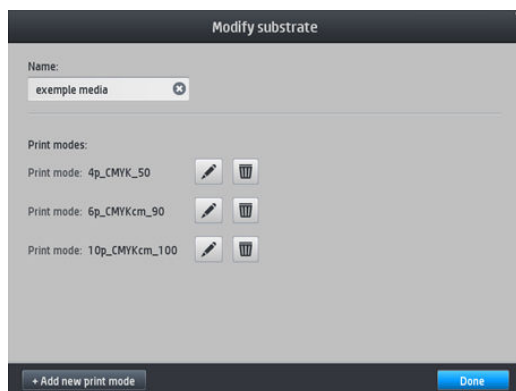 Modify substrate
Name:
exemple media
Print modes:
Print mode: 4p_CMYK_50
Print mode: 6p_CMYKcm_90
Print mode: 10p_CMYKcm_100
+ Add new print mode
Done